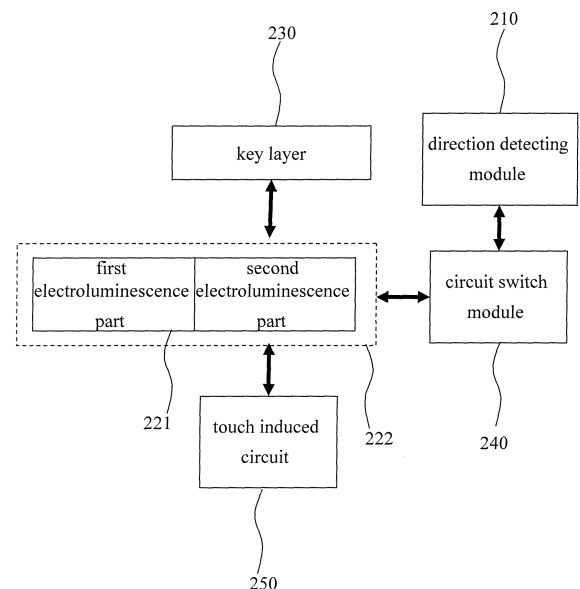 230
210
key layer
direction detecting
module
first
electroluminescence
part
second
electroluminescence
part
circuit switch
module
221
222
240
touch induced
circuit
250